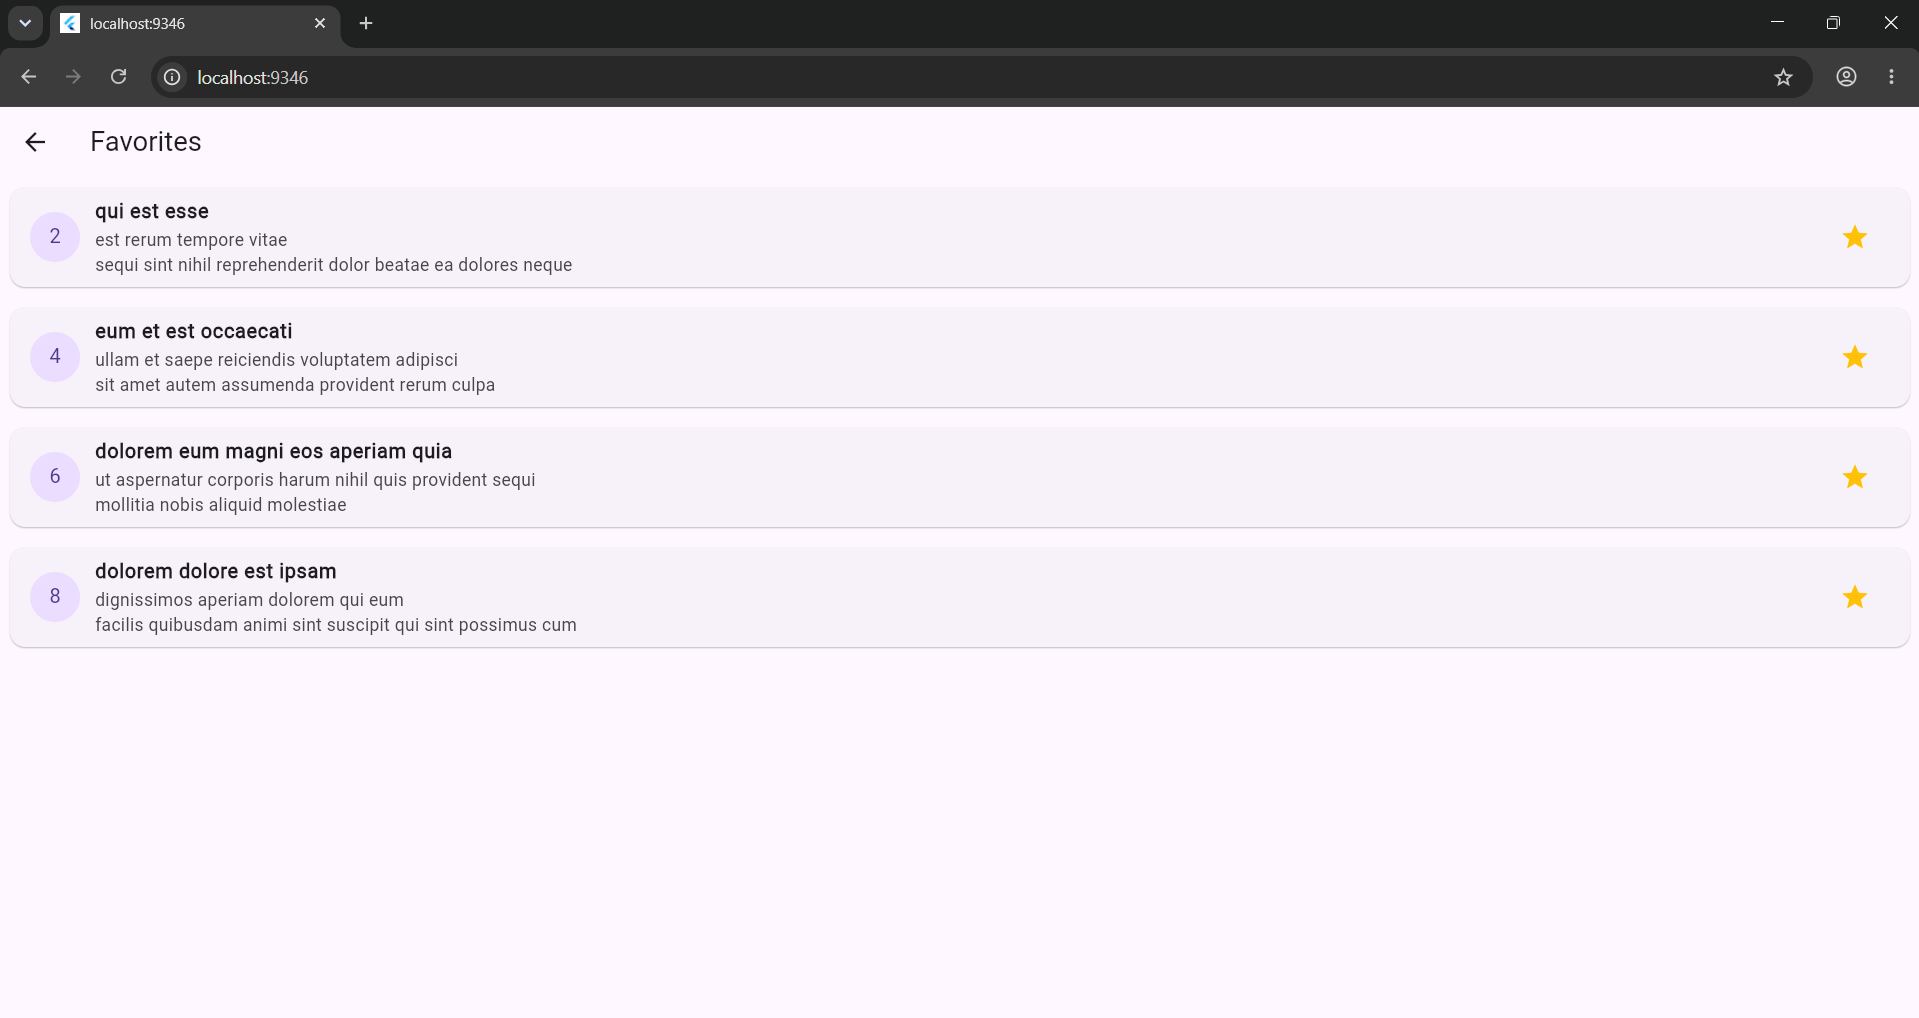 localhost:9346
localhost:9346
Favorites
2
qui est esse
est rerum tempore vitae
sequi sint nihil reprehenderit dolor beatae ea dolores neque
4
eum et est occaecati
ullam et saepe reiciendis voluptatem adipisci
sit amet autem assumenda provident rerum culpa
6
dolorem eum magni eos aperiam quia
ut aspernatur corporis harum nihil quis provident sequi
mollitia nobis aliquid molestiae
8
dolorem dolore est ipsam
dignissimos aperiam dolorem qui eum
facilis quibusdam animi sint suscipit qui sint possimus cum